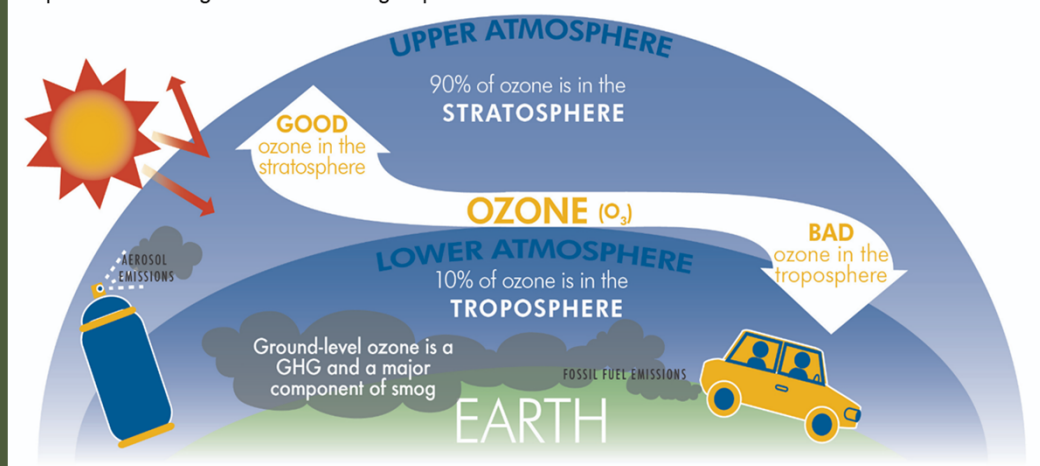 UPPER ATMOSPHERE
90% of ozone is in the
STRATOSPHERE
GOOD
ozone in the
stratosphere
OZONE (O₃)
BAD
ozone in the
troposphere
LOWER ATMOSPHERE
10% of ozone is in the
TROPOSPHERE
AEROSOL
EMISSIONS
Ground-level ozone is a
GHG and a major
component of smog
FOSSIL FUEL EMISSIONS
EARTH